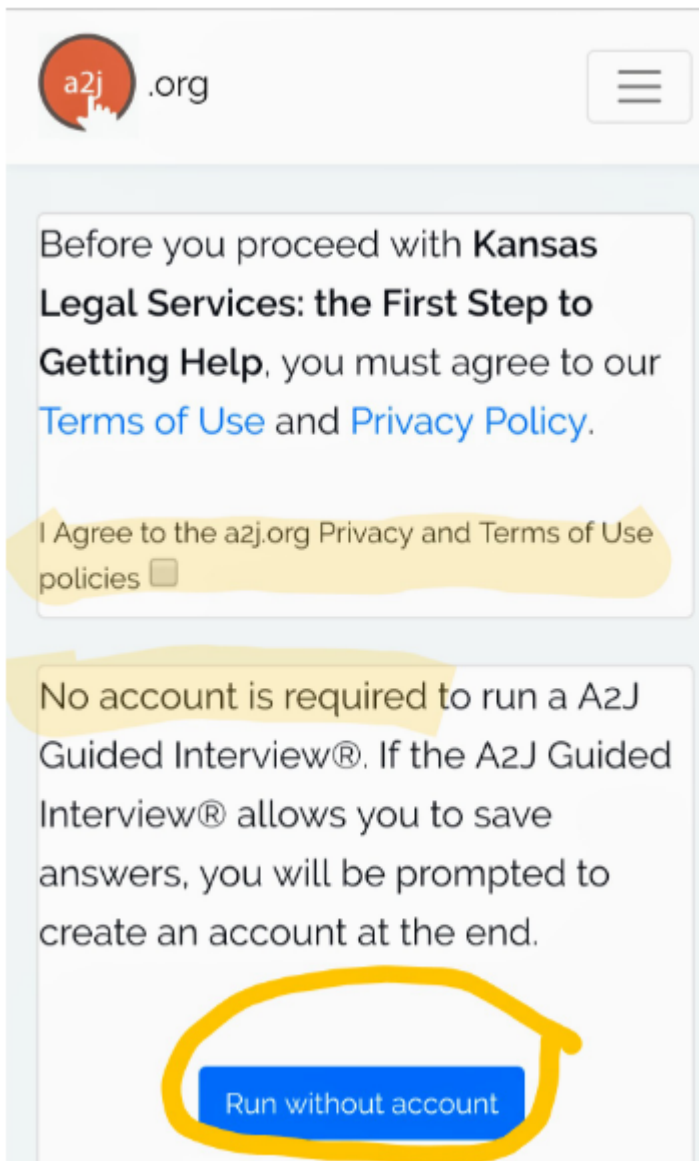 a2j .org
Before you proceed with Kansas
Legal Services: the First Step to
Getting Help, you must agree to our
Terms of Use and Privacy Policy.
I Agree to the a2j.org Privacy and Terms of Use
policies
No account is required to run a A2J
Guided Interview®. If the A2J Guided
Interview® allows you to save
answers, you will be prompted to
create an account at the end.
Run without account